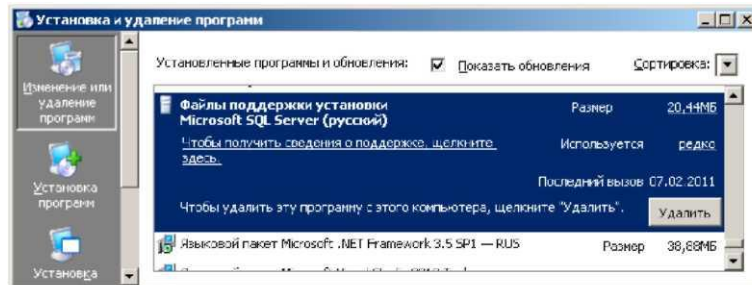 Установка и удаление программ
Изменение или
удаление
программ
Установка
программ
Установка
Установленные программы и обновления:
Показать обновления
Сортировка:
Файлы поддержки установки
Microsoft SQL Server (русский)
Размер 20,44МБ
Чтобы получить сведения о поддержке, щелкните
здесь.
Используется редко
Последний вызов 07.02.2011
Чтобы удалить эту программу с этого компьютера, щелкните "Удалить".
Удалить
Языковой пакет Microsoft .NET Framework 3.5 SP1 — RUS
Размер 38,88МБ